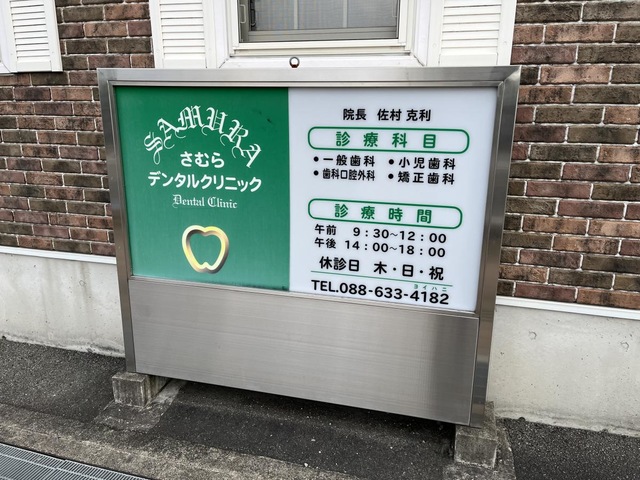 SAMURA
さむら
デンタルクリニック
Dental Clinic
院長 佐村 克利
診療科目
•一般歯科 •小児歯科
•歯科口腔外科 •矯正歯科
診療時間
午前 9:30~12:00
午後 14:00~18:00
休診日 木・日・祝
ヨイハニ
TEL.088-633-4182